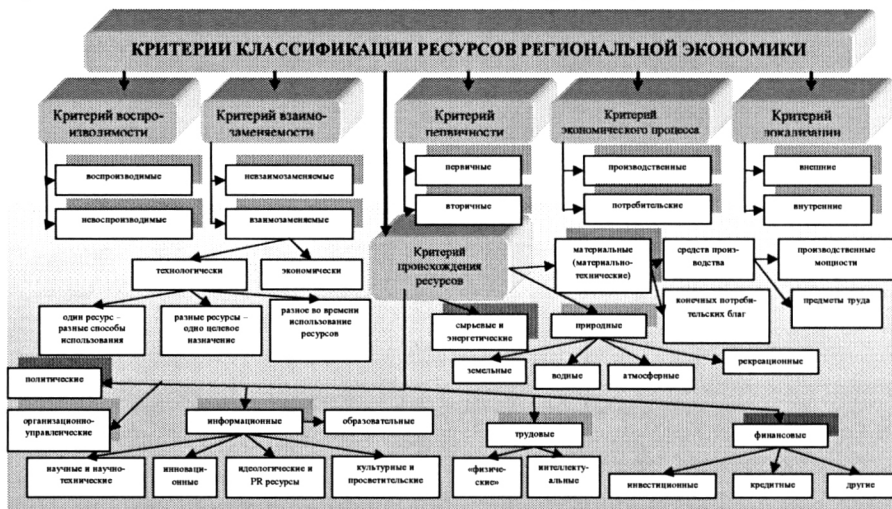 КРИТЕРИИ КЛАССИФИКАЦИИ РЕСУРСОВ РЕГИОНАЛЬНОЙ ЭКОНОМИКИ
Критерий воспро-
изводимости
Критерий взаимо-
заменяемости
Критерий
первичности
Критерий
экономического процесса
Критерий
локализации
воспроизводимые
невзаимозаменяемые
первичные
производственные
внешние
невоспроизводимые
взаимозаменяемые
вторичные
потребительские
внутренние
Критерий
происхождения
ресурсов
материальные
(материально-
технические)
средств произ-
водства
производственные
мощности
технологически
экономически
конечных потреби-
тельских благ
предметы труда
один ресурс –
разные способы
использования
разные ресурсы –
одно целевое
назначение
разное во времени
использование
ресурсов
сырьевые и
энергетические
природные
земельные
водные
атмосферные
рекреационные
политические
организационно-
управленческие
информационные
образовательные
трудовые
финансовые
научные и научно-
технические
инновацио-
нные
идеологические и
PR ресурсы
культурные и
просветительские
«физиче-
ские»
интеллекту-
альные
инвестиционные
кредитные
другие